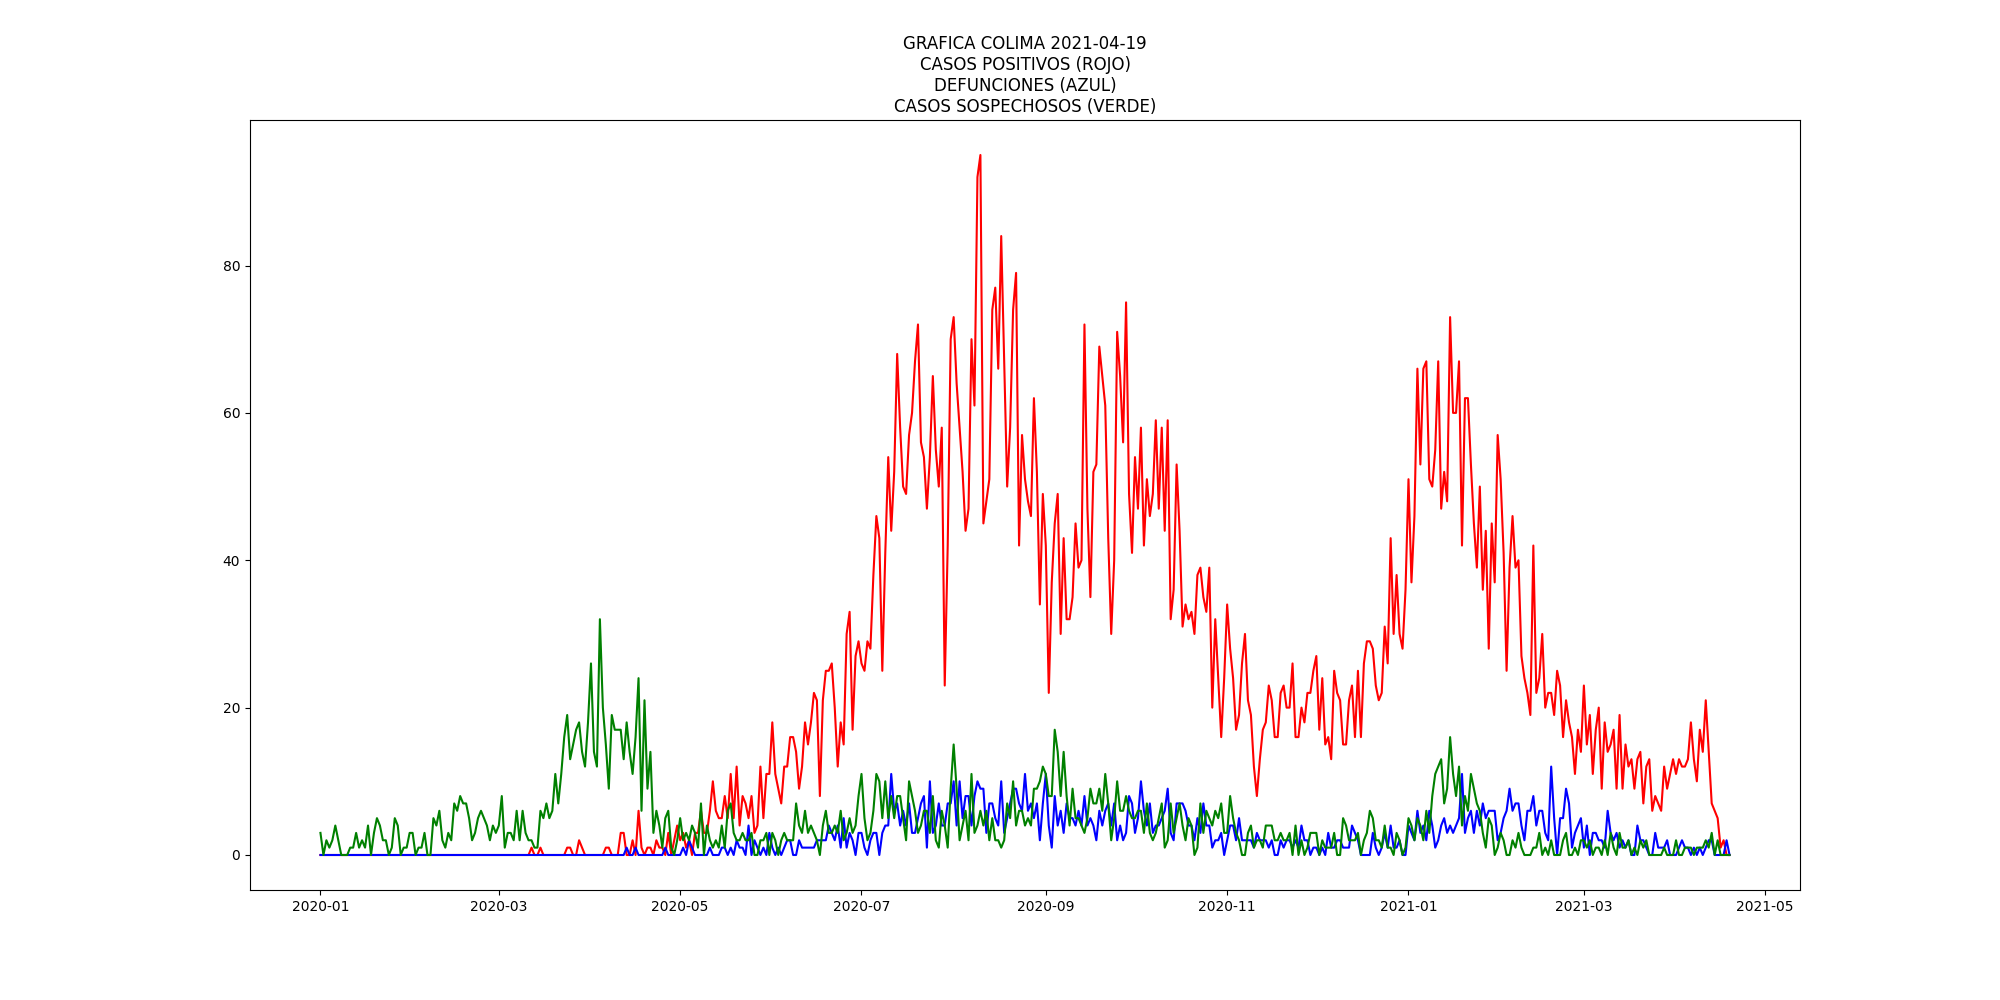 GRAFICA COLIMA 2021-04-19
CASOS POSITIVOS (ROJO)
DEFUNCIONES (AZUL)
CASOS SOSPECHOSOS (VERDE)
80
60
40
20
0
2020-01 2020-03 2020-05 2020-07 2020-09 2020-11 2021-01 2021-03 2021-05